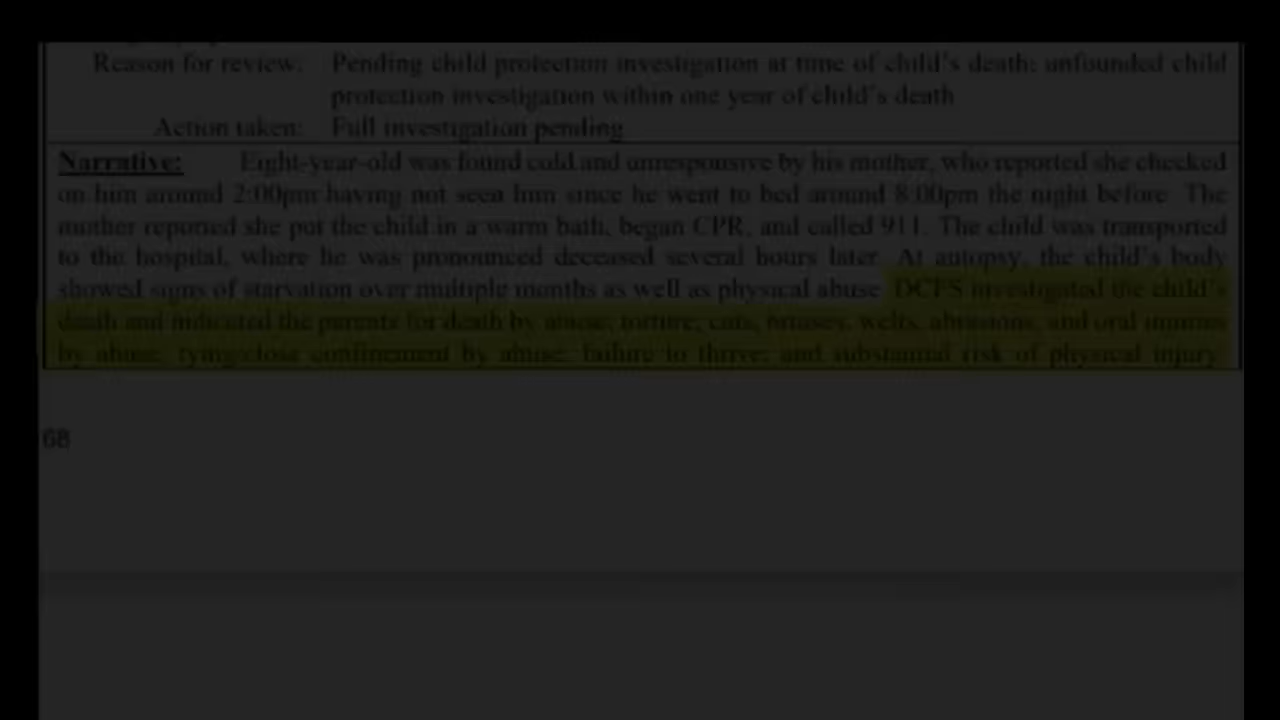 Reason for review: Pending child protection investigation at time of child's death; unfounded child
protection investigation within one year of child's death
Action taken: Full investigation pending
Narrative: Eight-year-old was found cold and unresponsive by his mother, who reported she checked
on him around 2:00pm having not seen him since he went to bed around 8:00pm the night before. The
mother reported she put the child in a warm bath, began CPR, and called 911. The child was transported
to the hospital, where he was pronounced deceased several hours later. At autopsy, the child's body
showed signs of starvation over multiple months as well as physical abuse. DCFS investigated the child's
death and indicated the parents for death by abuse; torture; cuts, bruises, welts, abrasions, and oral injuries
by abuse; tying/close confinement by abuse; failure to thrive; and substantial risk of physical injury.
68